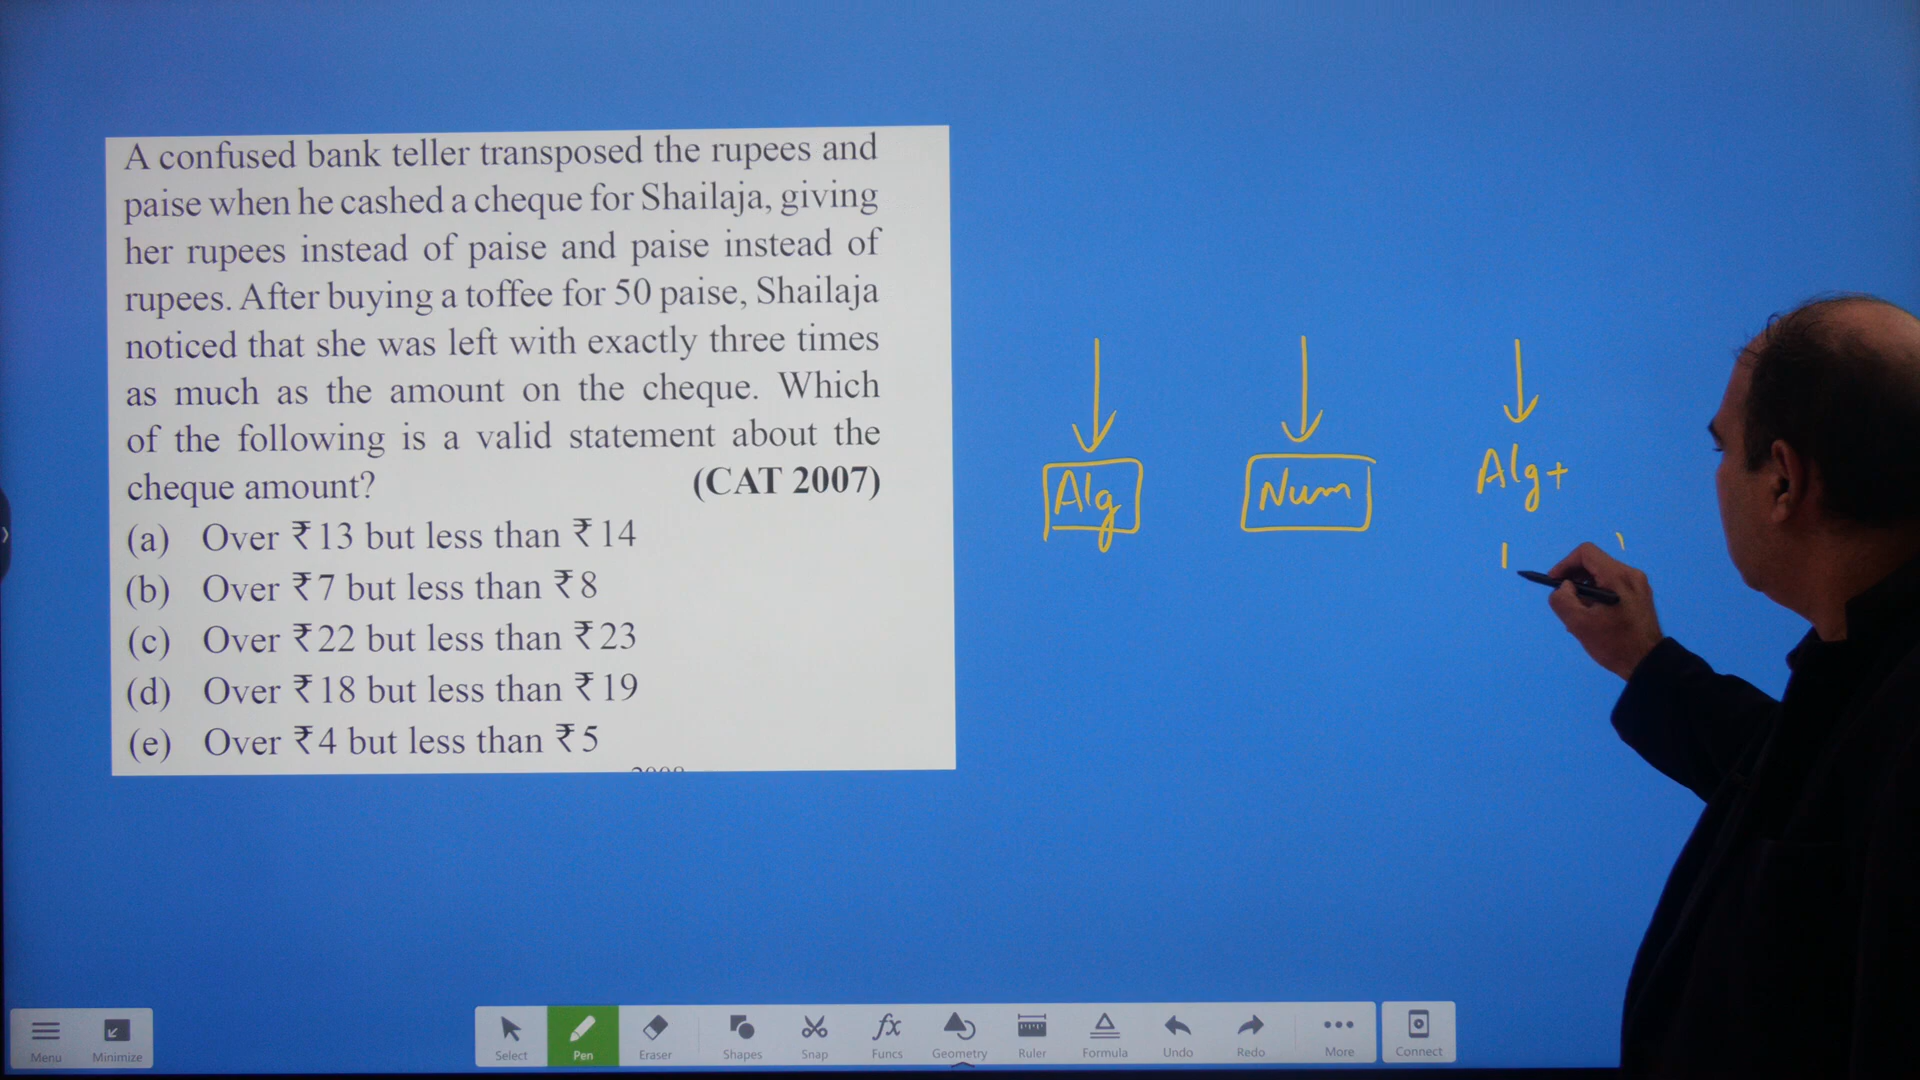 A confused bank teller transposed the rupees and
paise when he cashed a cheque for Shailaja, giving
her rupees instead of paise and paise instead of
rupees. After buying a toffee for 50 paise, Shailaja
noticed that she was left with exactly three times
as much as the amount on the cheque. Which
of the following is a valid statement about the
cheque amount? (CAT 2007)
(a) Over ₹ 13 but less than ₹ 14
(b) Over ₹ 7 but less than ₹ 8
(c) Over ₹ 22 but less than ₹ 23
(d) Over ₹ 18 but less than ₹ 19
(e) Over ₹ 4 but less than ₹ 5
Alg
Num
Alg+
Menu
Minimize
Select
Pen
Eraser
Shapes
Snap
fx
Funcs
Geometry
Ruler
Formula
Undo
Redo
More
Connect